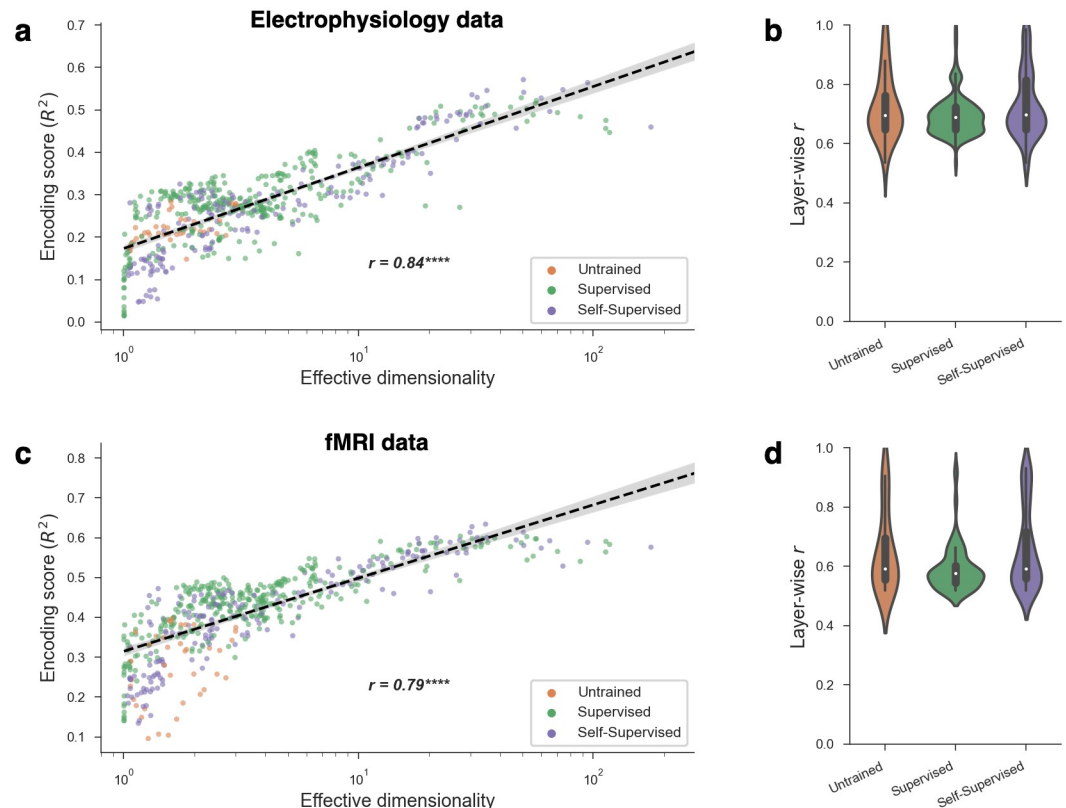 a
Electrophysiology data
0.7
0.6
0.5
0.4
0.3
0.2
0.1
0.0
Encoding score (R²)
r = 0.84****
Untrained
Supervised
Self-Supervised
10⁰
10¹
10²
Effective dimensionality
b
1.0
0.8
0.6
0.4
0.2
0.0
Layer-wise r
Untrained
Supervised
Self-Supervised
c
fMRI data
0.8
0.7
0.6
0.5
0.4
0.3
0.2
0.1
Encoding score (R²)
r = 0.79****
Untrained
Supervised
Self-Supervised
10⁰
10¹
10²
Effective dimensionality
d
1.0
0.8
0.6
0.4
0.2
0.0
Layer-wise r
Untrained
Supervised
Self-Supervised